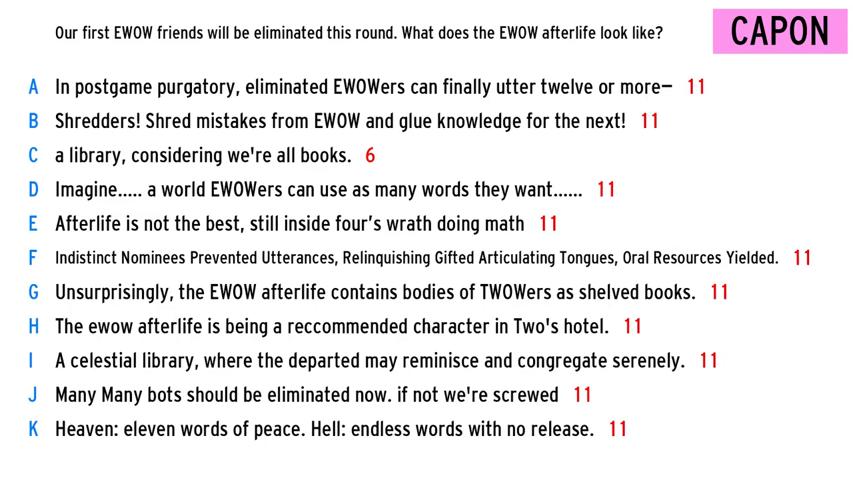 Our first EWOW friends will be eliminated this round. What does the EWOW afterlife look like?
CAPON
A In postgame purgatory, eliminated EWOWers can finally utter twelve or more— 11
B Shredders! Shred mistakes from EWOW and glue knowledge for the next! 11
C a library, considering we're all books. 6
D Imagine..... a world EWOWers can use as many words they want...... 11
E Afterlife is not the best, still inside four's wrath doing math 11
F Indistinct Nominees Prevented Utterances, Relinquishing Gifted Articulating Tongues, Oral Resources Yielded. 11
G Unsurprisingly, the EWOW afterlife contains bodies of TWOWers as shelved books. 11
H The ewow afterlife is being a reccommended character in Two's hotel. 11
I A celestial library, where the departed may reminisce and congregate serenely. 11
J Many Many bots should be eliminated now. if not we're screwed 11
K Heaven: eleven words of peace. Hell: endless words with no release. 11